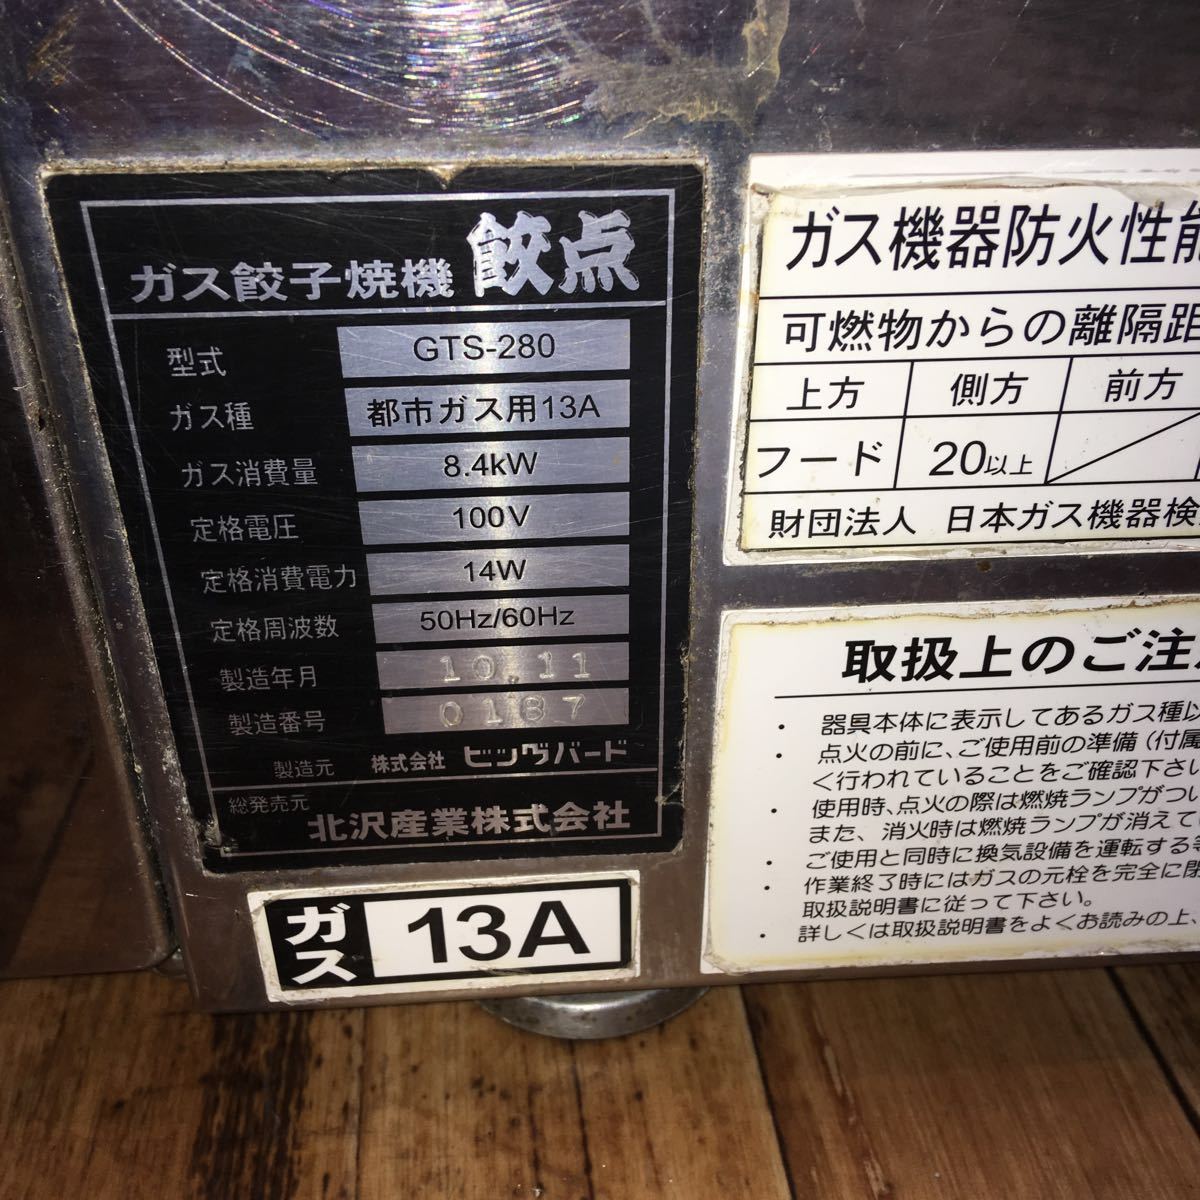 ガス餃子焼機 餃点
型式 GTS-280
ガス種 都市ガス用13A
ガス消費量 8.4kW
定格電圧 100V
定格消費電力 14W
定格周波数 50Hz/60Hz
製造年月 10.11
製造番号 0187
製造元 株式会社 ビッグバード
総発売元 北沢産業株式会社
ガス 13A
ガス機器防火性能
可燃物からの離隔距
上方 側方 前方
フード 20以上
財団法人 日本ガス機器検
取扱上のご注
・ 器具本体に表示してあるガス種以
・ 点火の前に、ご使用前の準備（付属
く行われていることをご確認下さい
・ 使用時、点火の際は燃焼ランプがつい
また、消火時は燃焼ランプが消えて
・ ご使用と同時に換気設備を運転する等
・ 作業終了時にはガスの元栓を完全に閉
取扱説明書に従って下さい。
・ 詳しくは取扱説明書をよくお読みの上、